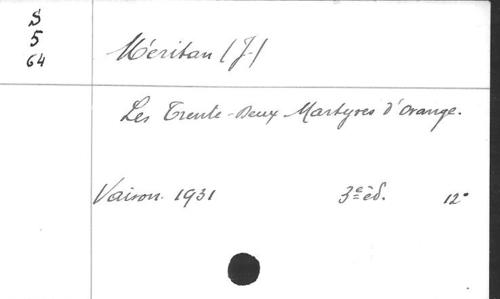 S
5
64
Méritan (J.)
Les Trente-Deux Martyres d'Orange.
Vaison. 1931 3e éd. 12°